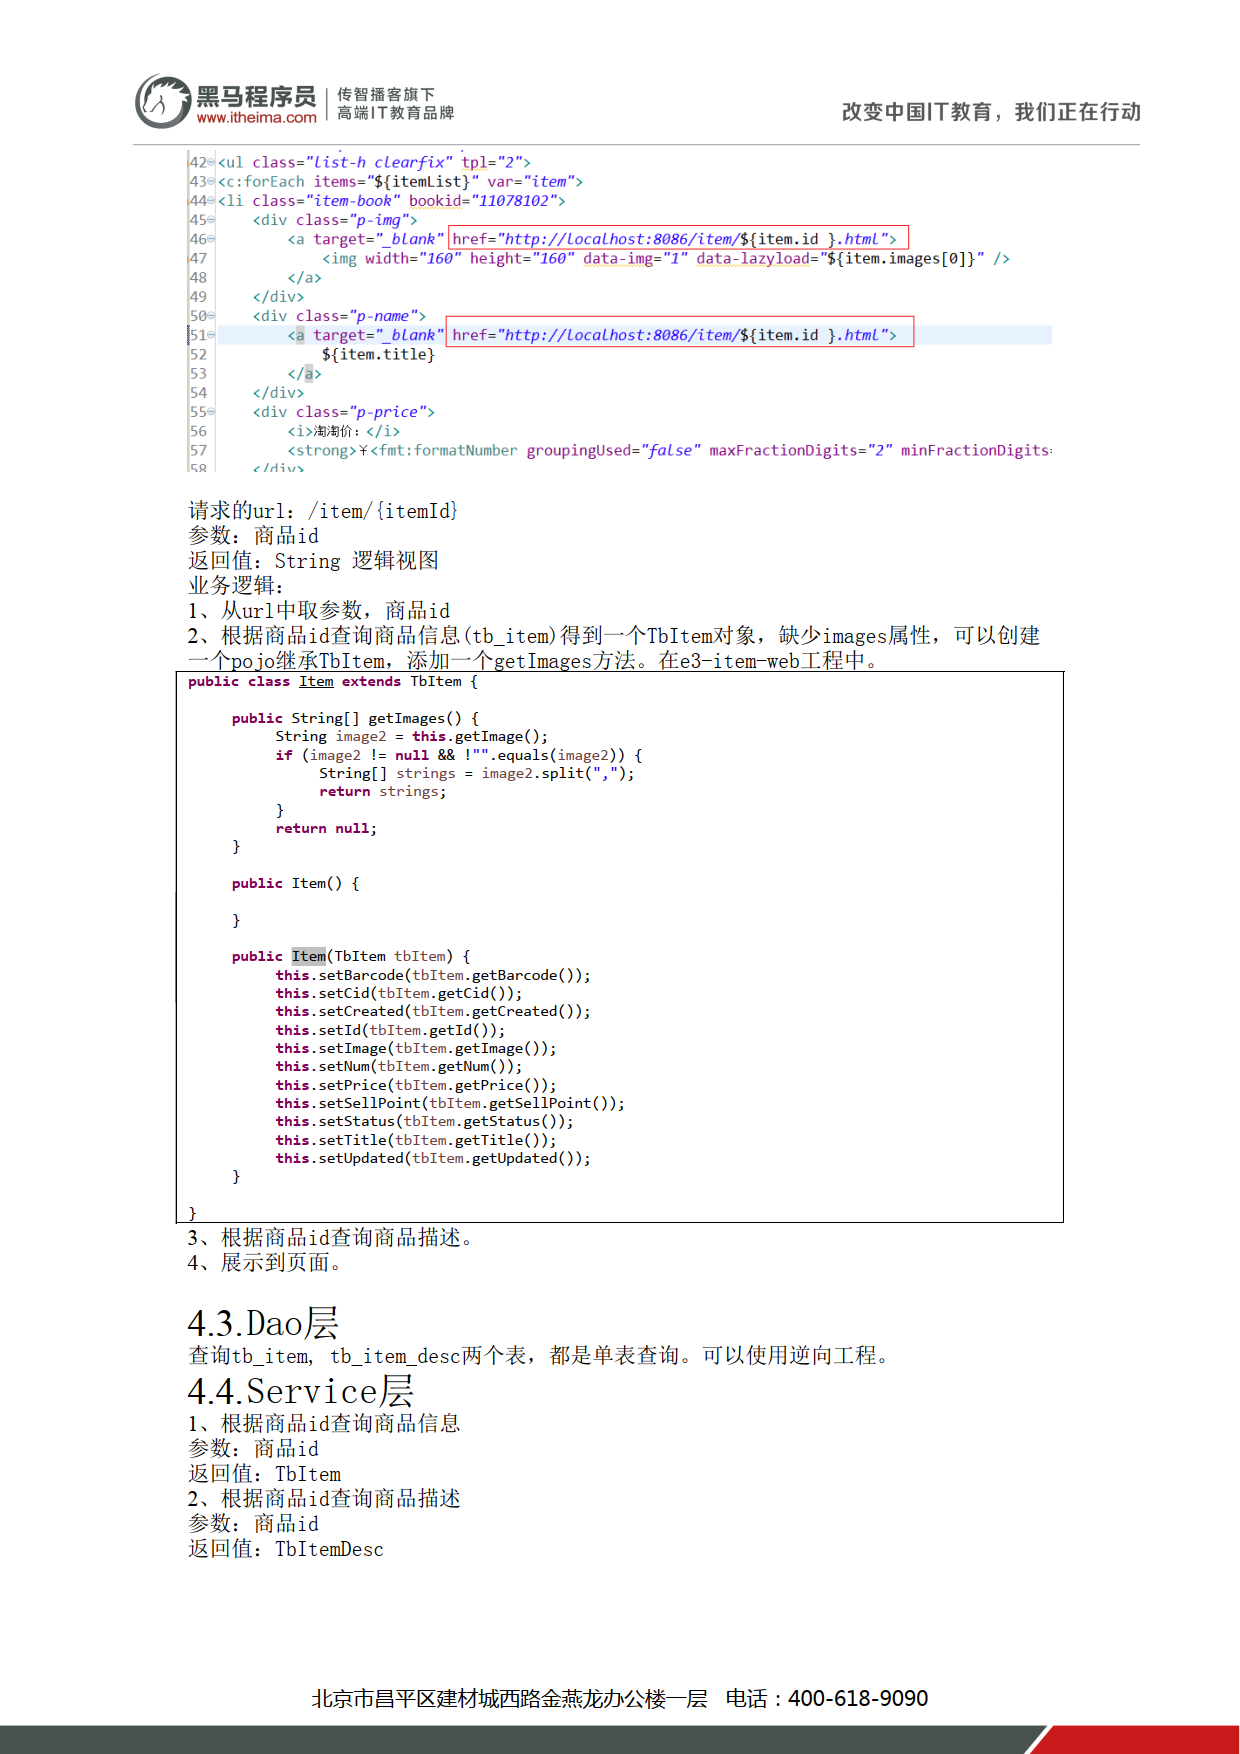 黑马程序员
www.itheima.com
传智播客旗下
高端IT教育品牌
改变中国IT教育，我们正在行动
42 <ul class="list-h clearfix" tpl="2">
43 <c:forEach items="${itemList}" var="item">
44 <li class="item-book" bookid="11078102">
45 <div class="p-img">
46 <a target="_blank" href="http://localhost:8086/item/${item.id }.html">
47 <img width="160" height="160" data-img="1" data-lazyload="${item.images[0]}" />
48 </a>
49 </div>
50 <div class="p-name">
51 <a target="_blank" href="http://localhost:8086/item/${item.id }.html">
52 ${item.title}
53 </a>
54 </div>
55 <div class="p-price">
56 <i>淘淘价：</i>
57 <strong>￥<fmt:formatNumber groupingUsed="false" maxFractionDigits="2" minFractionDigits=
58 </div>
请求的url：/item/{itemId}
参数：商品id
返回值：String 逻辑视图
业务逻辑：
1、从url中取参数，商品id
2、根据商品id查询商品信息(tb_item)得到一个TbItem对象，缺少images属性，可以创建
一个pojo继承TbItem，添加一个getImages方法。在e3-item-web工程中。
public class Item extends TbItem {
public String[] getImages() {
String image2 = this.getImage();
if (image2 != null && !"".equals(image2)) {
String[] strings = image2.split(",");
return strings;
}
return null;
}
public Item() {
}
public Item(TbItem tbItem) {
this.setBarcode(tbItem.getBarcode());
this.setCid(tbItem.getCid());
this.setCreated(tbItem.getCreated());
this.setId(tbItem.getId());
this.setImage(tbItem.getImage());
this.setNum(tbItem.getNum());
this.setPrice(tbItem.getPrice());
this.setSellPoint(tbItem.getSellPoint());
this.setStatus(tbItem.getStatus());
this.setTitle(tbItem.getTitle());
this.setUpdated(tbItem.getUpdated());
}
}
3、根据商品id查询商品描述。
4、展示到页面。
4.3.Dao层
查询tb_item, tb_item_desc两个表，都是单表查询。可以使用逆向工程。
4.4.Service层
1、根据商品id查询商品信息
参数：商品id
返回值：TbItem
2、根据商品id查询商品描述
参数：商品id
返回值：TbItemDesc
北京市昌平区建材城西路金燕龙办公楼一层 电话：400-618-9090